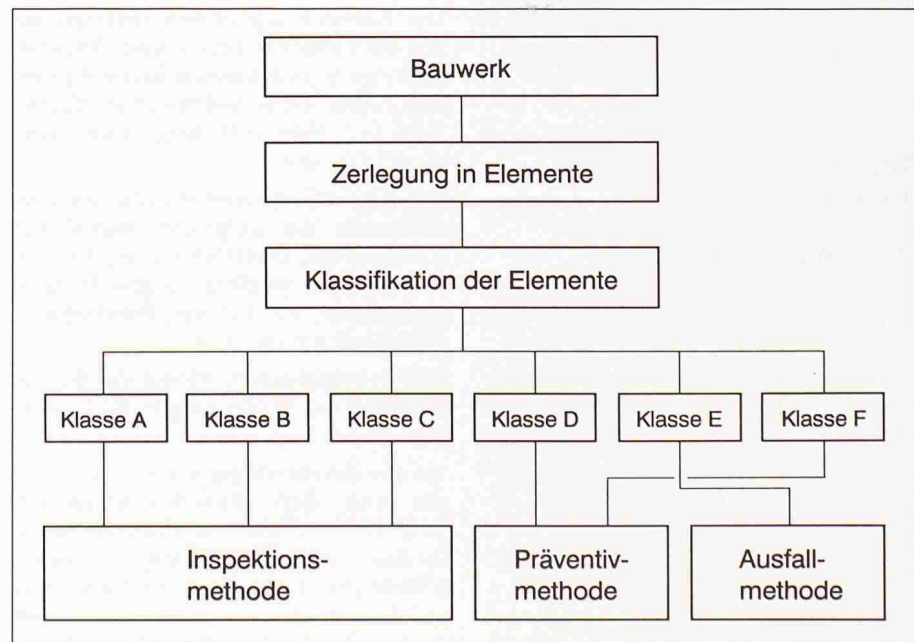 Bauwerk
Zerlegung in Elemente
Klassifikation der Elemente
Klasse A
Klasse B
Klasse C
Klasse D
Klasse E
Klasse F
Inspektions-
methode
Präventiv-
methode
Ausfall-
methode